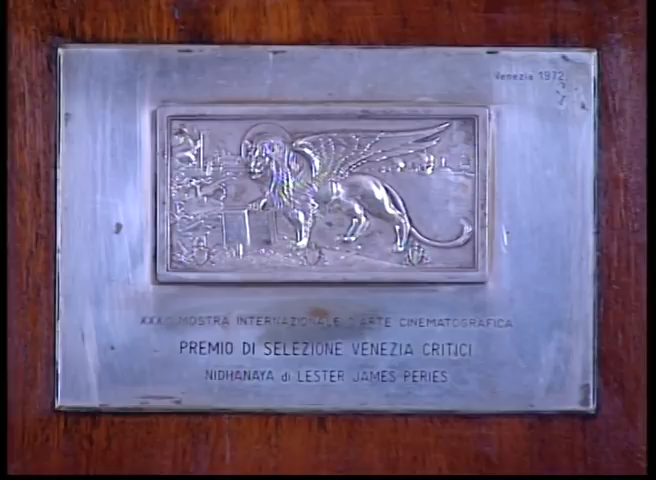 Venezia 1972
MOSTRA INTERNAZIONALE D'ARTE CINEMATOGRAFICA
PREMIO DI SELEZIONE VENEZIA CRITICI
NIDHANAYA di LESTER JAMES PERIES